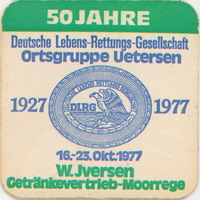 50 JAHRE
Deutsche Lebens-Rettungs-Gesellschaft
Ortsgruppe Uetersen
1927 DLRG 1977
16.-23. Okt. 1977
W. Jversen
Getränkevertrieb-Moorrege